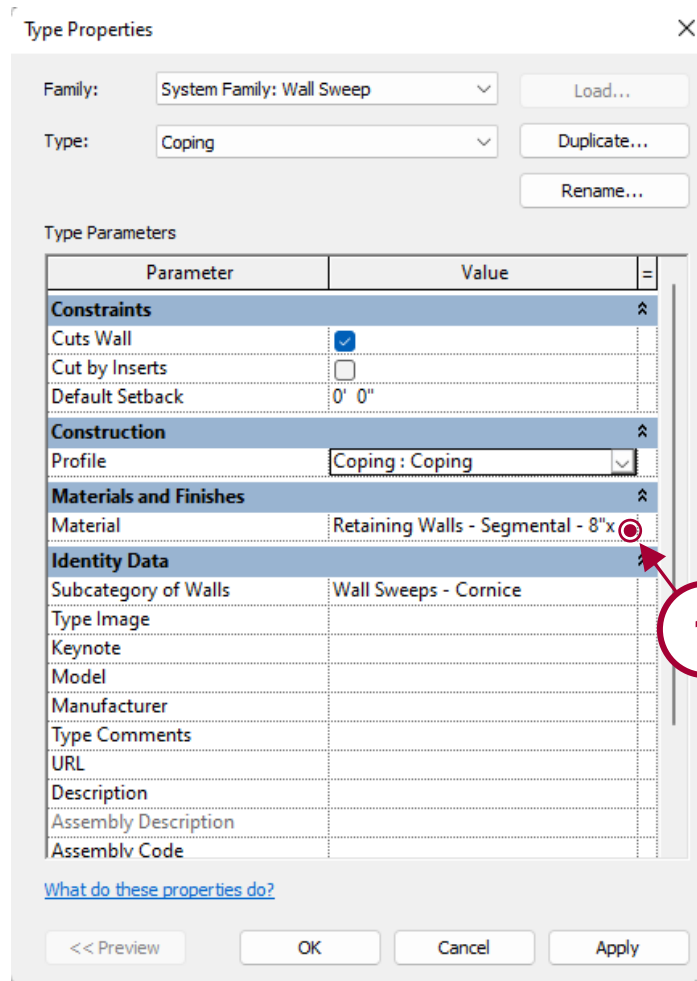 Type Properties
Family: System Family: Wall Sweep Load...
Type: Coping Duplicate...
Rename...
Type Parameters
Parameter Value =
Constraints
Cuts Wall
Cut by Inserts
Default Setback 0' 0"
Construction
Profile Coping : Coping
Materials and Finishes
Material Retaining Walls - Segmental - 8"x
Identity Data
Subcategory of Walls Wall Sweeps - Cornice
Type Image
Keynote
Model
Manufacturer
Type Comments
URL
Description
Assembly Description
Assembly Code
What do these properties do?
<< Preview OK Cancel Apply